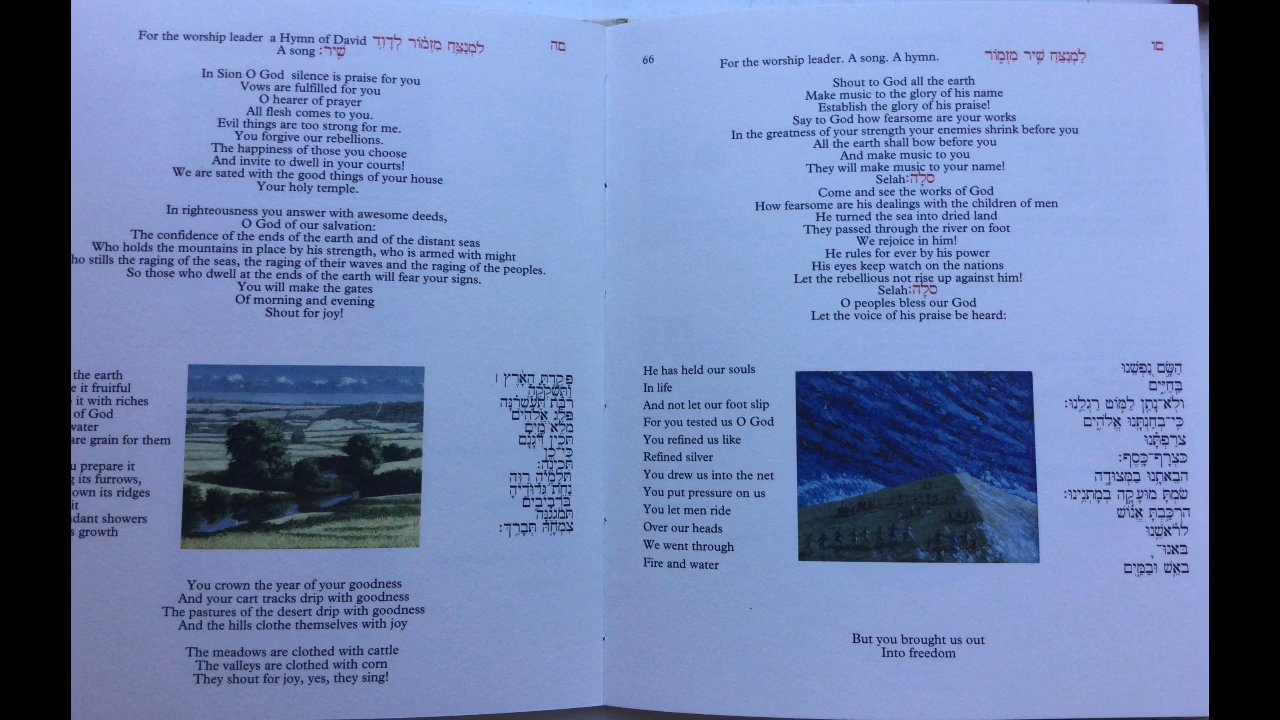 For the worship leader  a Hymn of David לַמְנַצֵּחַ מִזְמוֹר לְדָוִד
A song :שִׁיר
סה
In Sion O God  silence is praise for you
Vows are fulfilled for you
O hearer of prayer
All flesh comes to you.
Evil things are too strong for me.
You forgive our rebellions.
The happiness of those you choose
And invite to dwell in your courts!
We are sated with the good things of your house
Your holy temple.
In righteousness you answer with awesome deeds,
O God of our salvation:
The confidence of the ends of the earth and of the distant seas
Who holds the mountains in place by his strength, who is armed with might
ho stills the raging of the seas, the raging of their waves and the raging of the peoples.
So those who dwell at the ends of the earth will fear your signs.
You will make the gates
Of morning and evening
Shout for joy!
the earth
e it fruitful
it with riches
of God
water
are grain for them
u prepare it
g its furrows,
own its ridges
it
dant showers
s growth
פָּקַדְתָּ הָאָרֶץ ׀
וַתְּשֹׁקְקֶהָ
רַבַּת תַּעְשְׁרֶנָּה
פֶּלֶג אֱלֹהִים
מָלֵא מָיִם
תָּכִין דְּגָנָם
כִּי־כֵן
תְּכִינֶהָ:
תְּלָמֶיהָ רַוֵּה
נַחֵת גְּדוּדֶיהָ
בִּרְבִיבִים
תְּמֹגְגֶנָּה
צִמְחָהּ תְּבָרֵךְ:
You crown the year of your goodness
And your cart tracks drip with goodness
The pastures of the desert drip with goodness
And the hills clothe themselves with joy
The meadows are clothed with cattle
The valleys are clothed with corn
They shout for joy, yes, they sing!
66
For the worship leader. A song. A hymn. לַמְנַצֵּחַ שִׁיר מִזְמוֹר
סו
Shout to God all the earth
Make music to the glory of his name
Establish the glory of his praise!
Say to God how fearsome are your works
In the greatness of your strength your enemies shrink before you
All the earth shall bow before you
And make music to you
They will make music to your name!
Selah:סֶלָה
Come and see the works of God
How fearsome are his dealings with the children of men
He turned the sea into dried land
They passed through the river on foot
We rejoice in him!
He rules for ever by his power
His eyes keep watch on the nations
Let the rebellious not rise up against him!
Selah:סֶלָה
O peoples bless our God
Let the voice of his praise be heard:
He has held our souls
In life
And not let our foot slip
For you tested us O God
You refined us like
Refined silver
You drew us into the net
You put pressure on us
You let men ride
Over our heads
We went through
Fire and water
הַשָּׂם נַפְשֵׁנוּ
בַּחַיִּים
וְלֹא־נָתַן לַמּוֹט רַגְלֵנוּ:
כִּי־בְחַנְתָּנוּ אֱלֹהִים
צְרַפְתָּנוּ
כִּצְרָף־כָּסֶף:
הֲבֵאתָנוּ בַמְּצוּדָה
שַׂמְתָּ מוּעָקָה בְמָתְנֵינוּ:
הִרְכַּבְתָּ אֱנוֹשׁ
לְרֹאשֵׁנוּ
בָּאנוּ־
בָאֵשׁ וּבַמַּיִם
But you brought us out
Into freedom